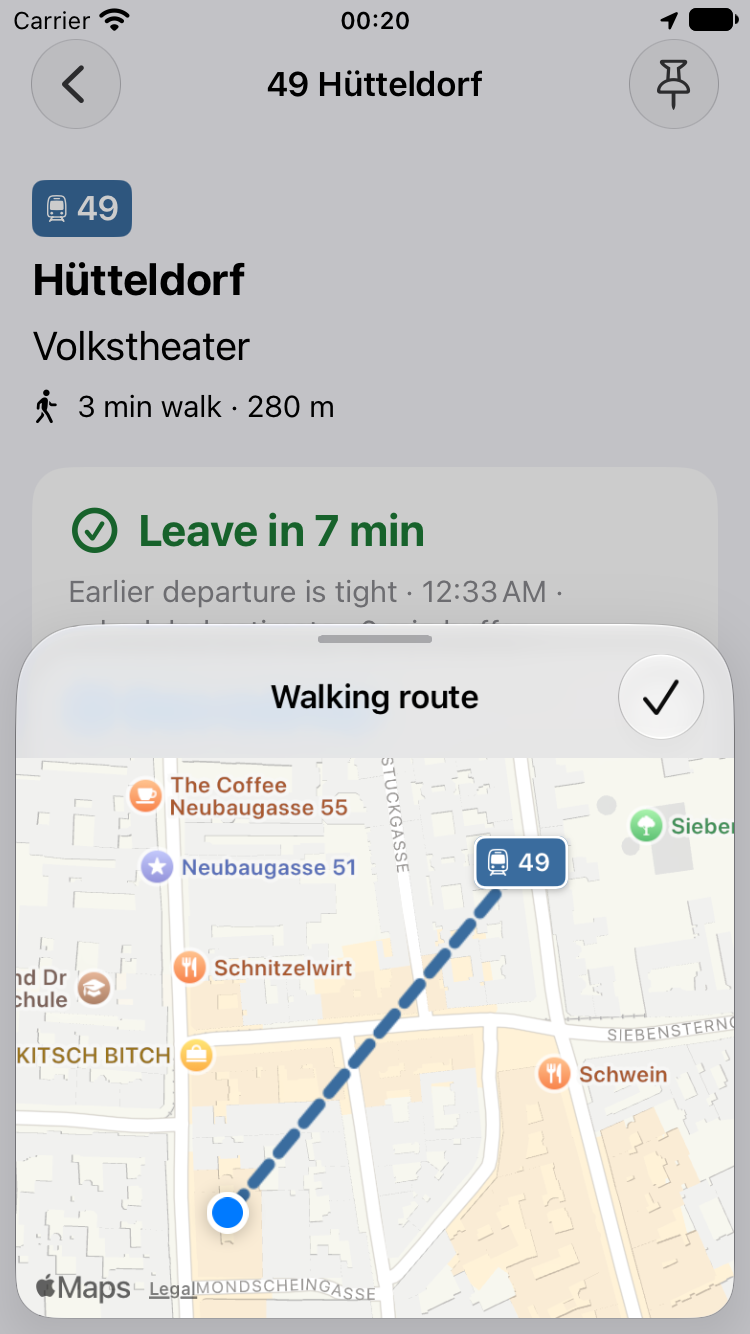 Carrier 00:20
49 Hütteldorf
49
Hütteldorf
Volkstheater
3 min walk · 280 m
Leave in 7 min
Earlier departure is tight · 12:33 AM ·
Walking route
The Coffee
Neubaugasse 55
STUCKGASSE
49
Neubaugasse 51
Schnitzelwirt
KITSCH BITCH
Schwein
Maps
Legal
MONDSCHEINGASSE